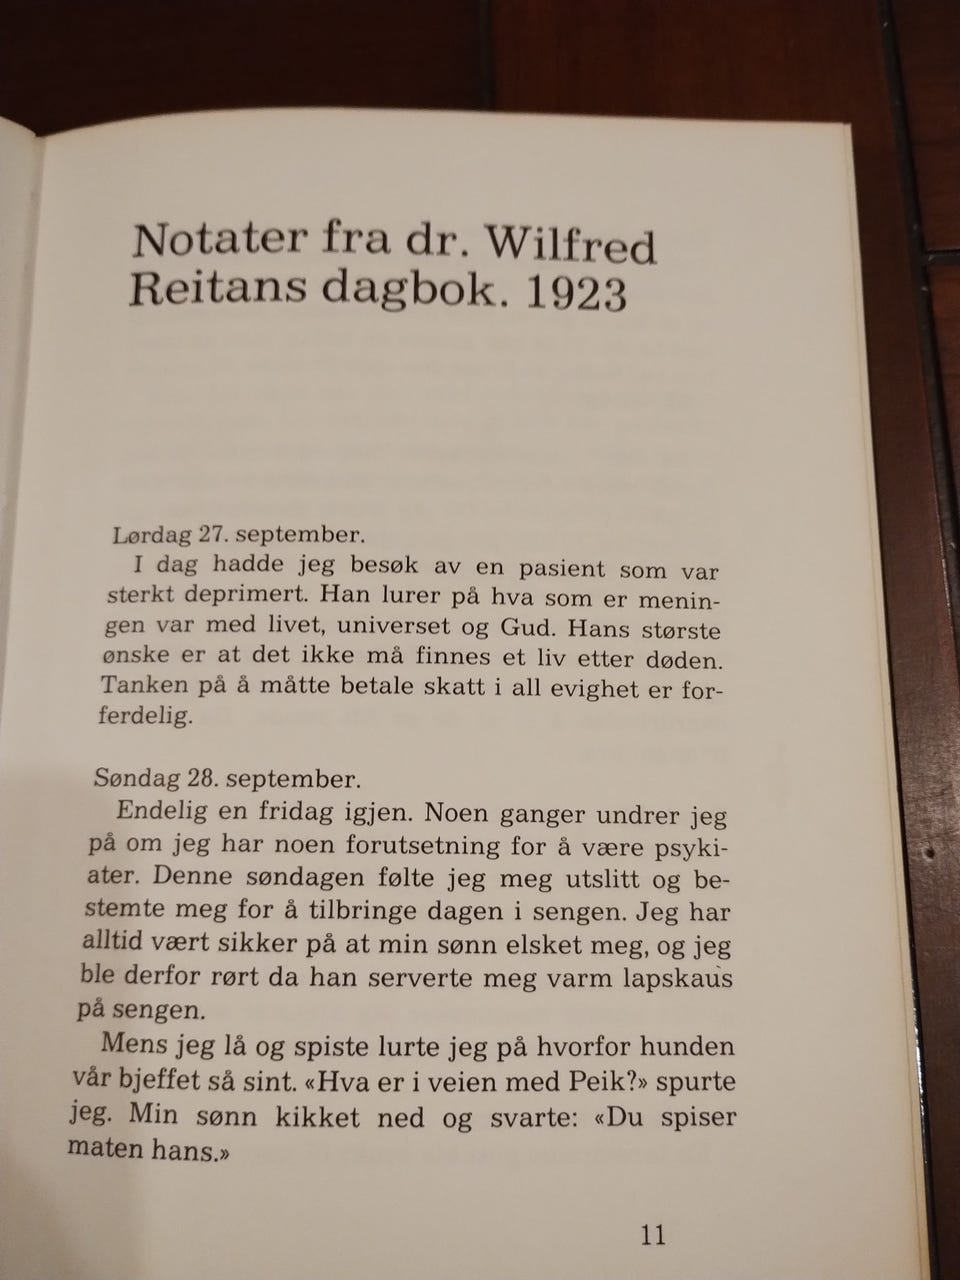 Notater fra dr. Wilfred
Reitans dagbok. 1923
Lørdag 27. september.
I dag hadde jeg besøk av en pasient som var
sterkt deprimert. Han lurer på hva som er menin-
gen var med livet, universet og Gud. Hans største
ønske er at det ikke må finnes et liv etter døden.
Tanken på å måtte betale skatt i all evighet er for-
ferdelig.
Søndag 28. september.
Endelig en fridag igjen. Noen ganger undrer jeg
på om jeg har noen forutsetning for å være psyki-
ater. Denne søndagen følte jeg meg utslitt og be-
stemte meg for å tilbringe dagen i sengen. Jeg har
alltid vært sikker på at min sønn elsket meg, og jeg
ble derfor rørt da han serverte meg varm lapskaus
på sengen.
Mens jeg lå og spiste lurte jeg på hvorfor hunden
vår bjeffet så sint. «Hva er i veien med Peik?» spurte
jeg. Min sønn kikket ned og svarte: «Du spiser
maten hans.»
11